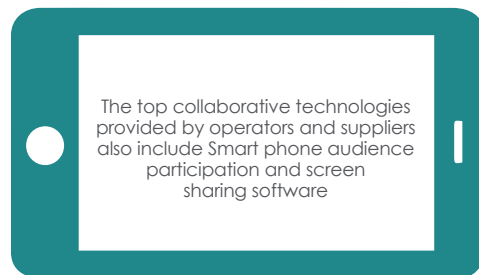 The top collaborative technologies
provided by operators and suppliers
also include Smart phone audience
participation and screen
sharing software